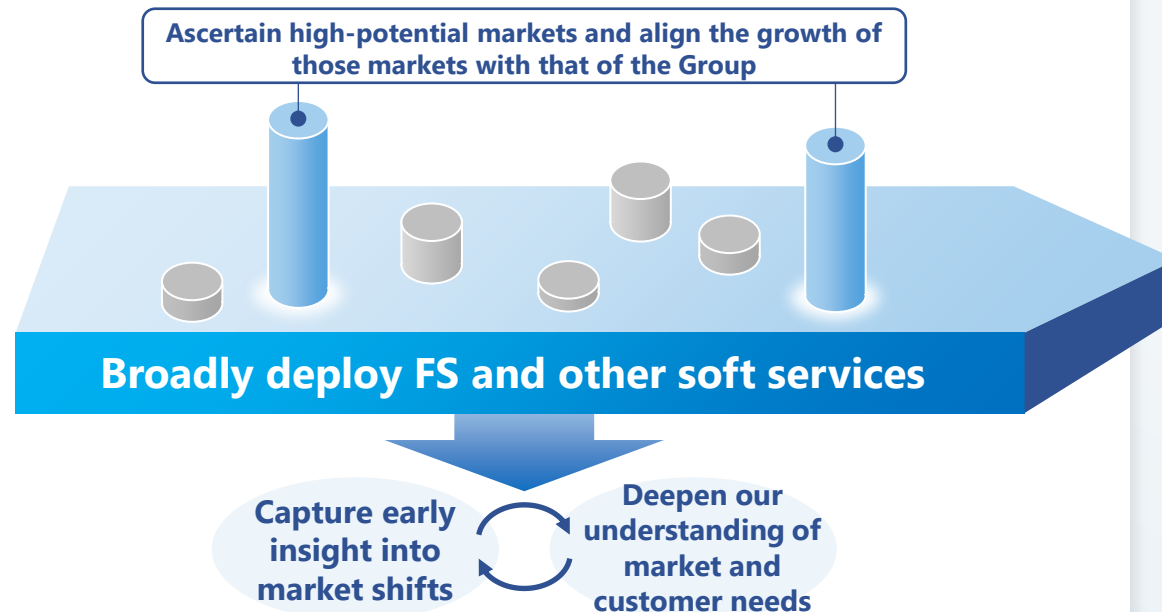 Ascertain high-potential markets and align the growth of
those markets with that of the Group
Broadly deploy FS and other soft services
Capture early
insight into
market shifts
Deepen our
understanding of
market and
customer needs